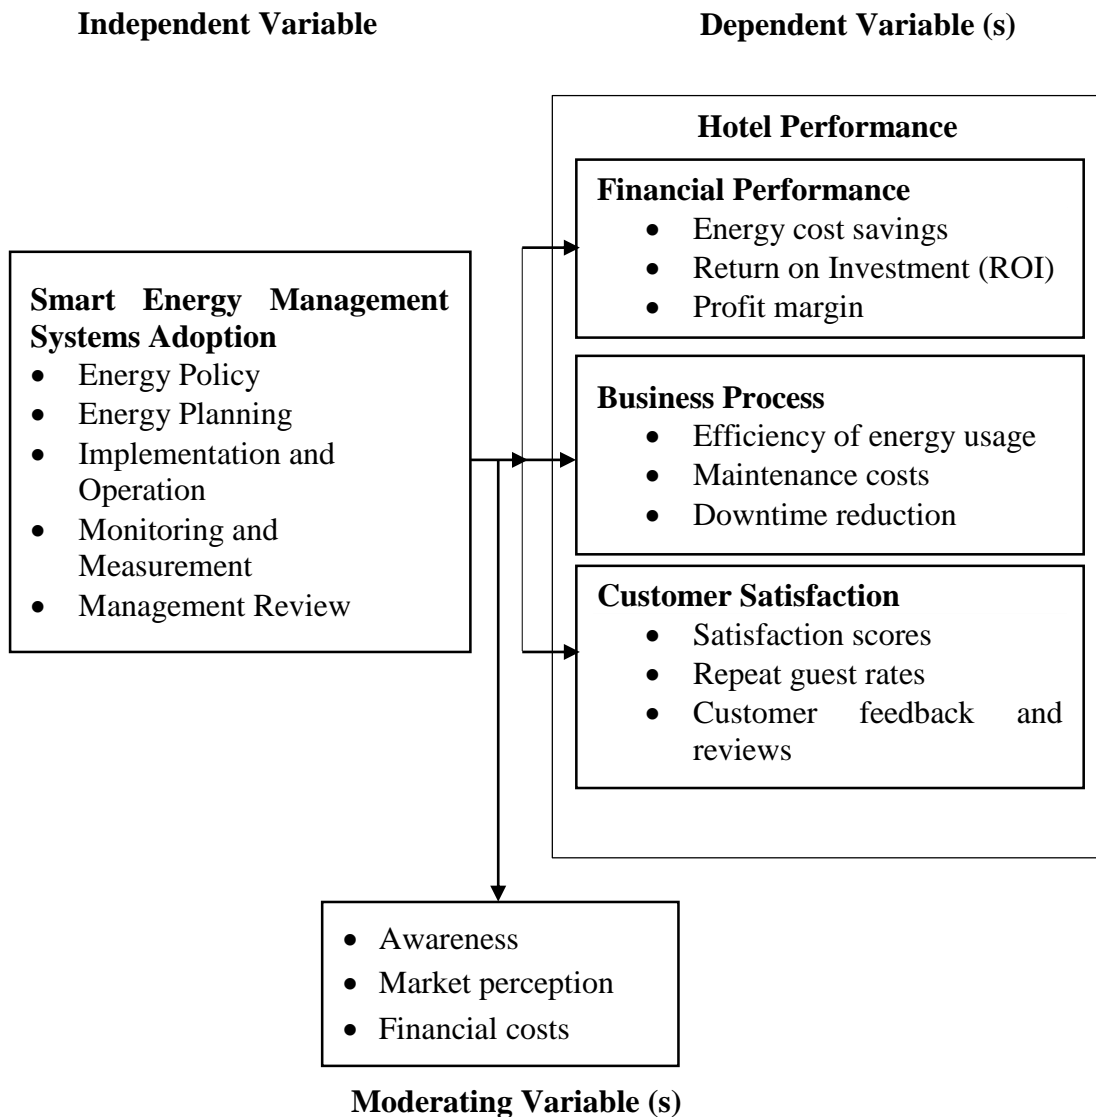 Independent Variable
Dependent Variable (s)
Smart Energy Management
Systems Adoption
• Energy Policy
• Energy Planning
• Implementation and
Operation
• Monitoring and
Measurement
• Management Review
Hotel Performance
Financial Performance
• Energy cost savings
• Return on Investment (ROI)
• Profit margin
Business Process
• Efficiency of energy usage
• Maintenance costs
• Downtime reduction
Customer Satisfaction
• Satisfaction scores
• Repeat guest rates
• Customer feedback and
reviews
• Awareness
• Market perception
• Financial costs
Moderating Variable (s)